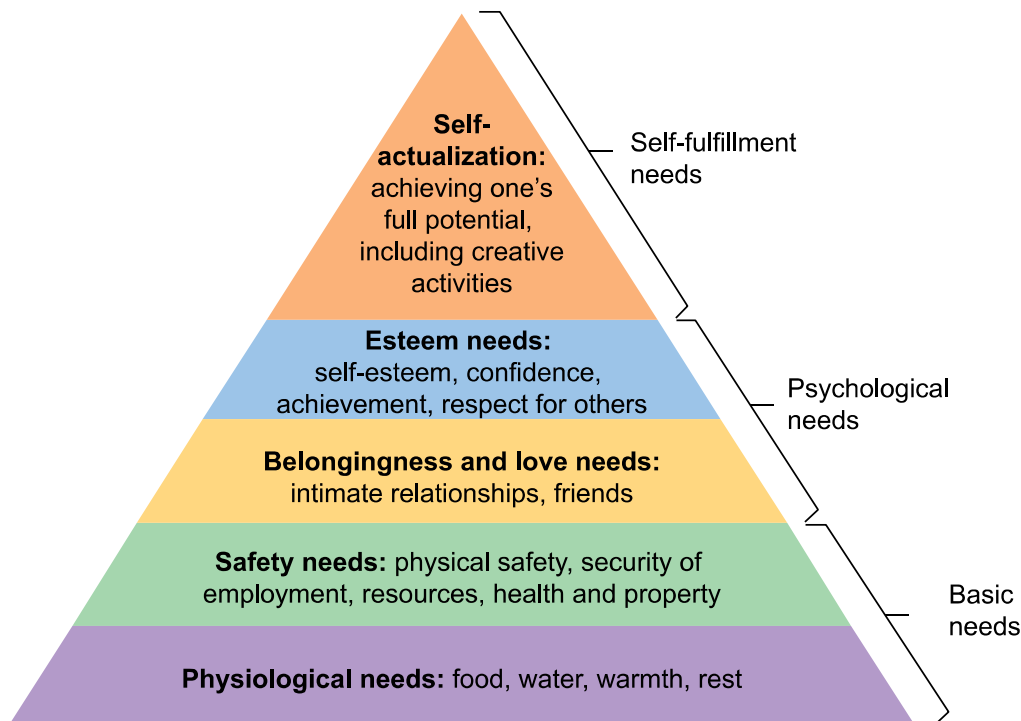 Self-
actualization:
achieving one's
full potential,
including creative
activities
Self-fulfillment
needs
Esteem needs:
self-esteem, confidence,
achievement, respect for others
Psychological
needs
Belongingness and love needs:
intimate relationships, friends
Safety needs: physical safety, security of
employment, resources, health and property
Basic
needs
Physiological needs: food, water, warmth, rest